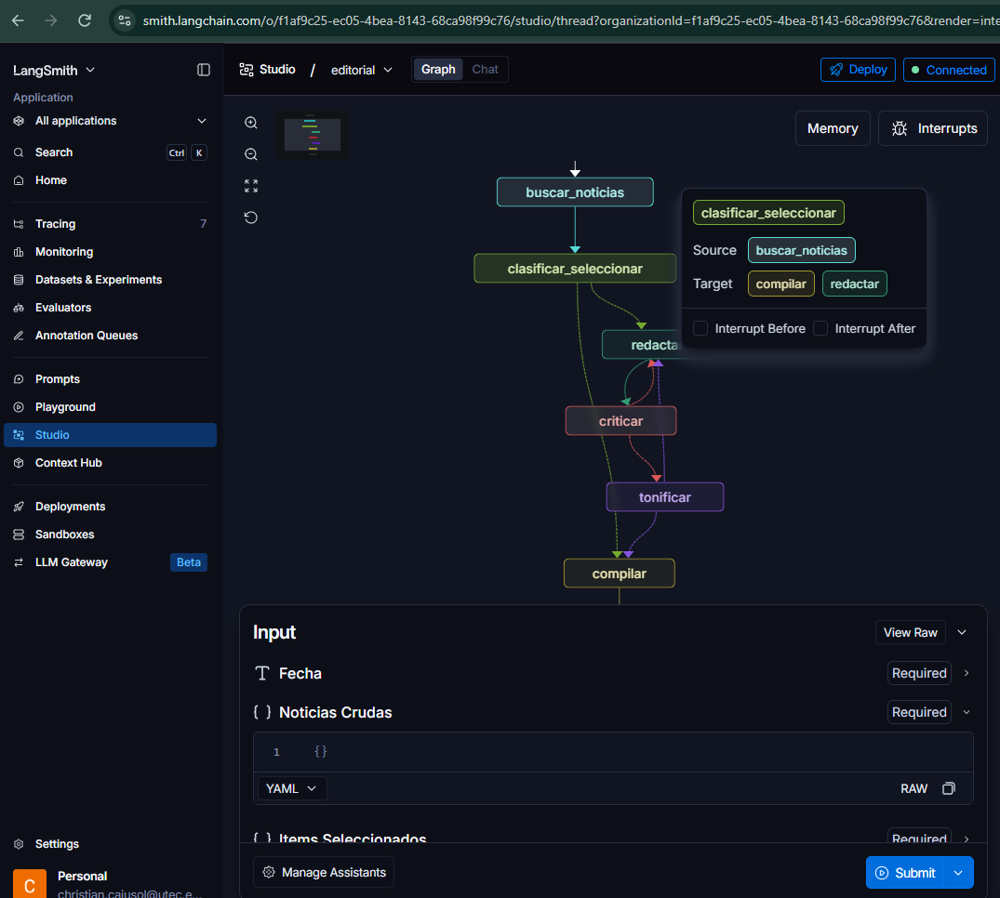 smith.langchain.com/o/f1af9c25-ec05-4bea-8143-68ca98f99c76/studio/thread?organizationId=f1af9c25-ec05-4bea-8143-68ca98f99c76&render=inte
LangSmith
Application
All applications
Search Ctrl K
Home
Tracing 7
Monitoring
Datasets & Experiments
Evaluators
Annotation Queues
Prompts
Playground
Studio
Context Hub
Deployments
Sandboxes
LLM Gateway Beta
Settings
C
Personal
christian.cajusol@utec.e...
Studio / editorial Graph Chat Deploy Connected
Memory Interrupts
buscar_noticias
clasificar_seleccionar
redactar
criticar
tonificar
compilar
clasificar_seleccionar
Source buscar_noticias
Target compilar redactar
Interrupt Before Interrupt After
Input View Raw
Fecha Required
{ } Noticias Crudas Required
1 {}
YAML RAW
{ } Items Seleccionados Required
Manage Assistants Submit